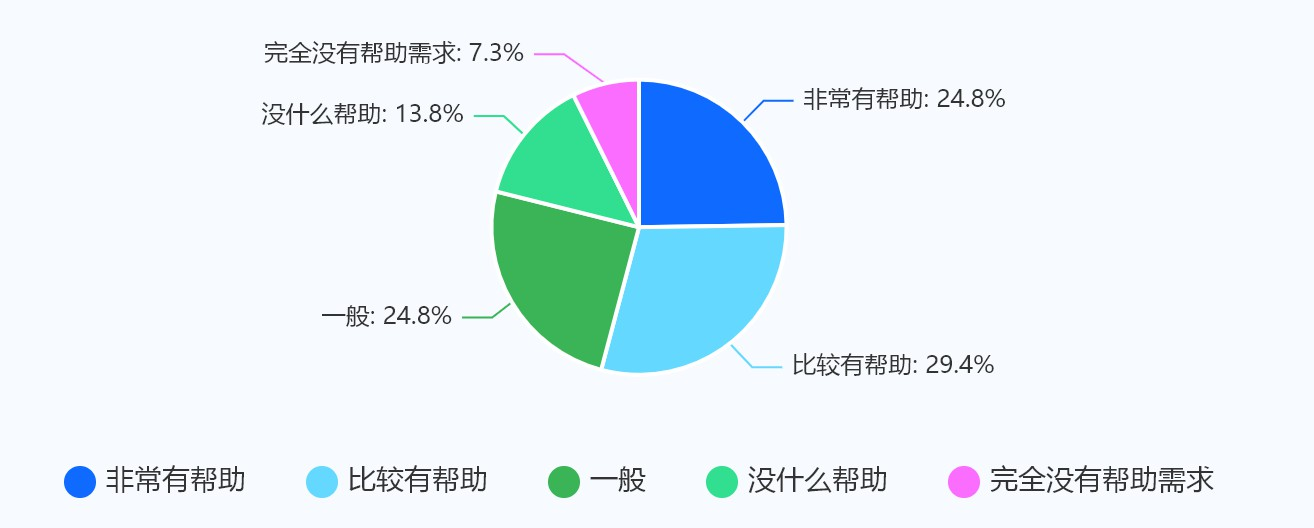 完全没有帮助需求: 7.3%
非常有帮助: 24.8%
没什么帮助: 13.8%
一般: 24.8%
比较有帮助: 29.4%
非常有帮助 比较有帮助 一般 没什么帮助 完全没有帮助需求